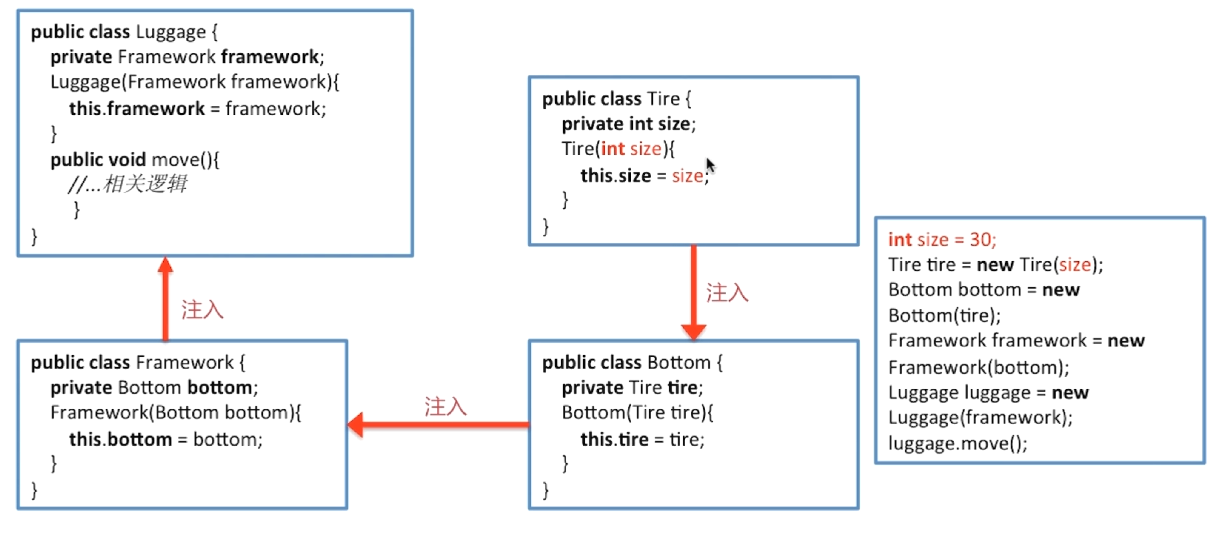 public class Luggage {
private Framework framework;
Luggage(Framework framework){
this.framework = framework;
}
public void move(){
//...相关逻辑
}
}
public class Tire {
private int size;
Tire(int size){
this.size = size;
}
}
int size = 30;
Tire tire = new Tire(size);
Bottom bottom = new
Bottom(tire);
Framework framework = new
Framework(bottom);
Luggage luggage = new
Luggage(framework);
luggage.move();
注入
注入
public class Framework {
private Bottom bottom;
Framework(Bottom bottom){
this.bottom = bottom;
}
}
注入
public class Bottom {
private Tire tire;
Bottom(Tire tire){
this.tire = tire;
}
}